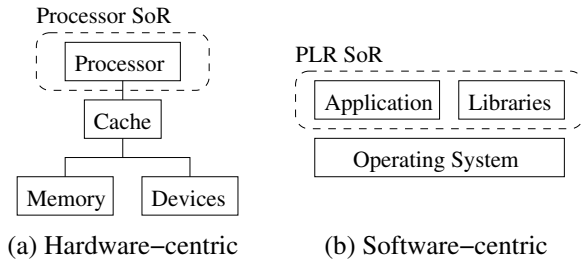 Processor SoR
Processor
Cache
Memory
Devices
(a) Hardware−centric
PLR SoR
Application
Libraries
Operating System
(b) Software−centric